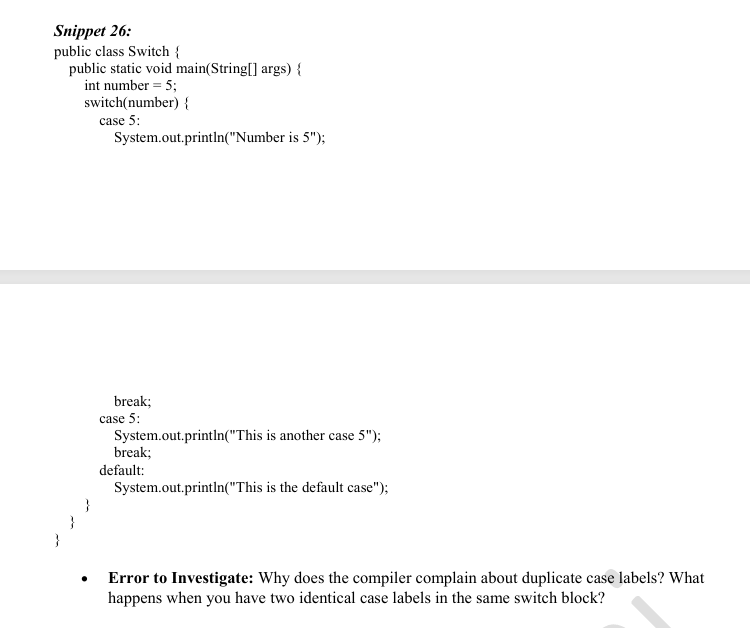 Snippet 26:
public class Switch {
public static void main(String[] args) {
int number = 5;
switch(number) {
case 5:
System.out.println("Number is 5");
break;
case 5:
System.out.println("This is another case 5");
break;
default:
System.out.println("This is the default case");
}
}
}
• Error to Investigate: Why does the compiler complain about duplicate case labels? What
happens when you have two identical case labels in the same switch block?